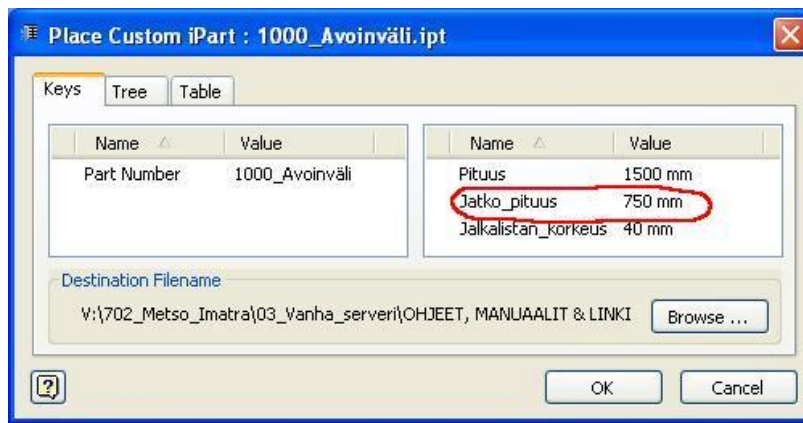 Place Custom iPart : 1000_Avoinväli.ipt
Keys Tree Table
Name Value
Part Number 1000_Avoinväli
Name Value
Pituus 1500 mm
Jatko_pituus 750 mm
Jalkalistan_korkeus 40 mm
Destination Filename
V:\702_Metso_Imatra\03_Vanha_serveri\OHJEET, MANUAALIT & LINKI Browse ...
OK Cancel